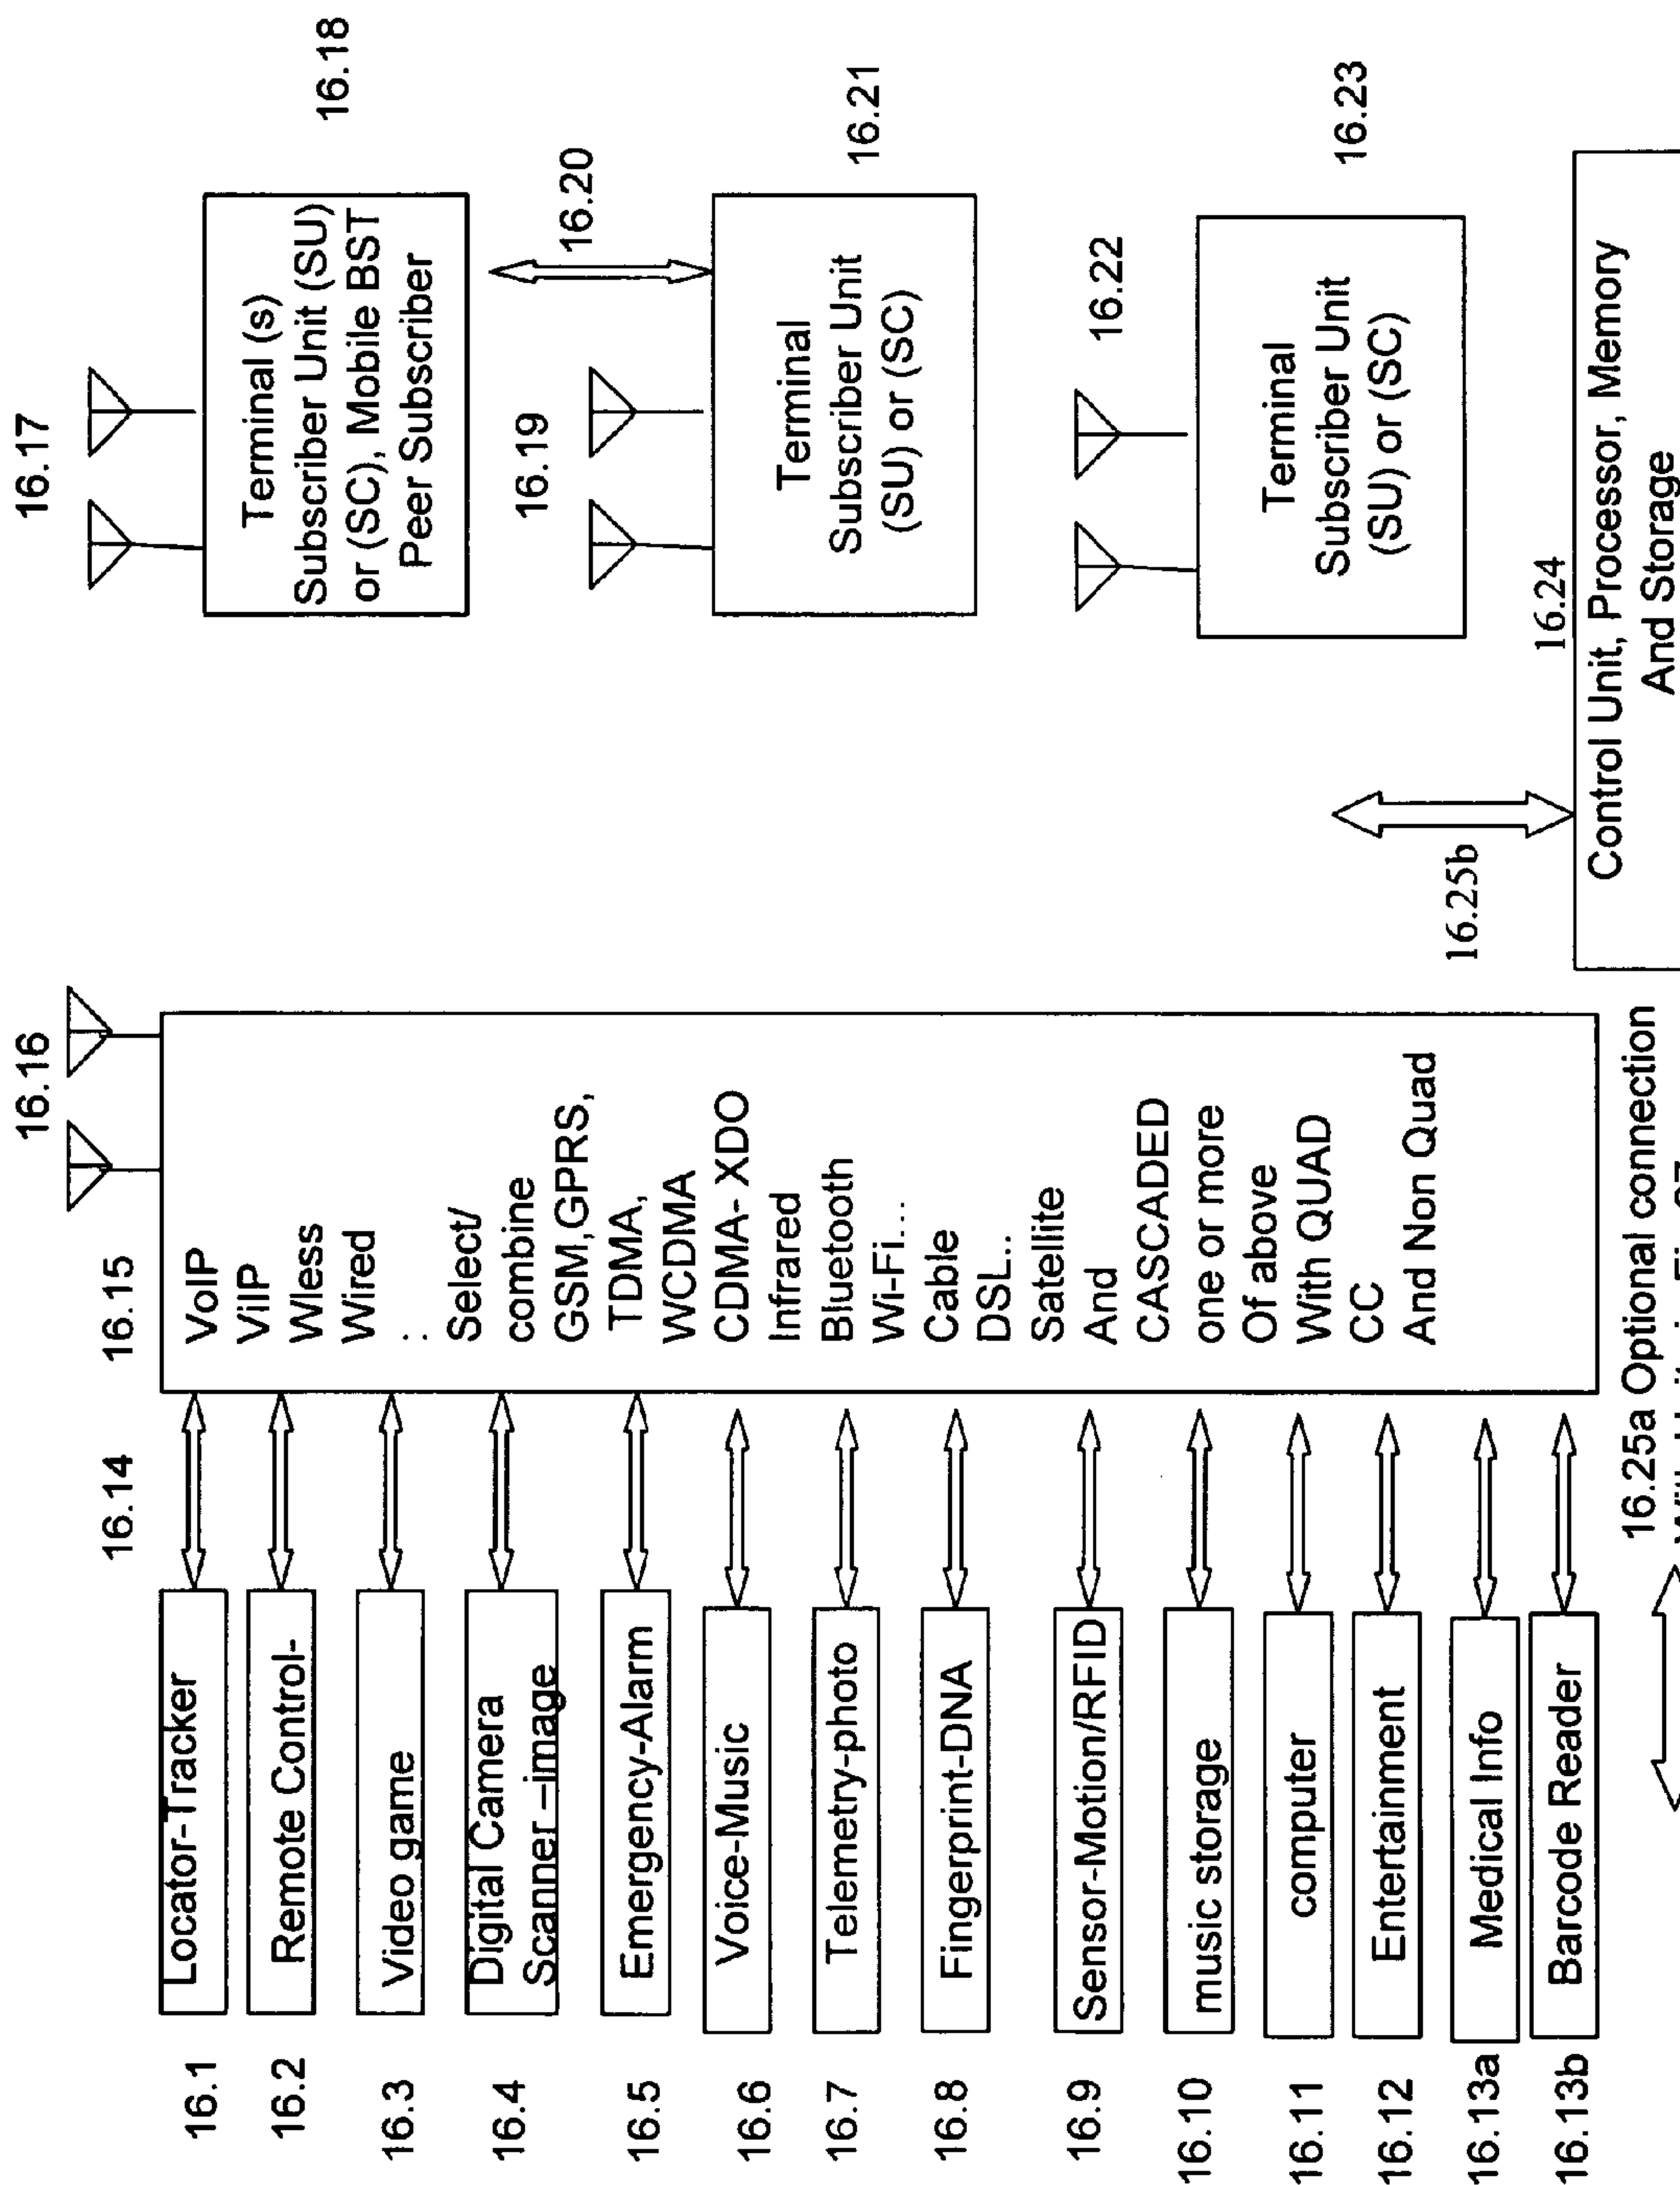 16.1
Locator-Tracker
16.2
Remote Control-
16.3
Video game
16.4
Digital Camera
Scanner –image
16.5
Emergency-Alarm
16.6
Voice-Music
16.7
Telemetry-photo
16.8
Fingerprint-DNA
16.9
Sensor-Motion/RFID
16.10
music storage
16.11
computer
16.12
Entertainment
16.13a
Medical Info
16.13b
Barcode Reader
16.14
16.15
16.16
VoIP
ViIP
Wless
Wired
..
Select/
combine
GSM,GPRS,
TDMA,
WCDMA
CDMA- XDO
Infrared
Bluetooth
Wi-Fi...
Cable
DSL..
Satellite
And
CASCADED
one or more
Of above
With QUAD
CC
And Non Quad
16.25a Optional connection
16.17
Terminal (s)
Subscriber Unit (SU)
or (SC), Mobile BST
Peer Subscriber
16.18
16.19
16.20
Terminal
Subscriber Unit
(SU) or (SC)
16.21
16.22
Terminal
Subscriber Unit
(SU) or (SC)
16.23
16.25b
16.24
Control Unit, Processor, Memory
And Storage